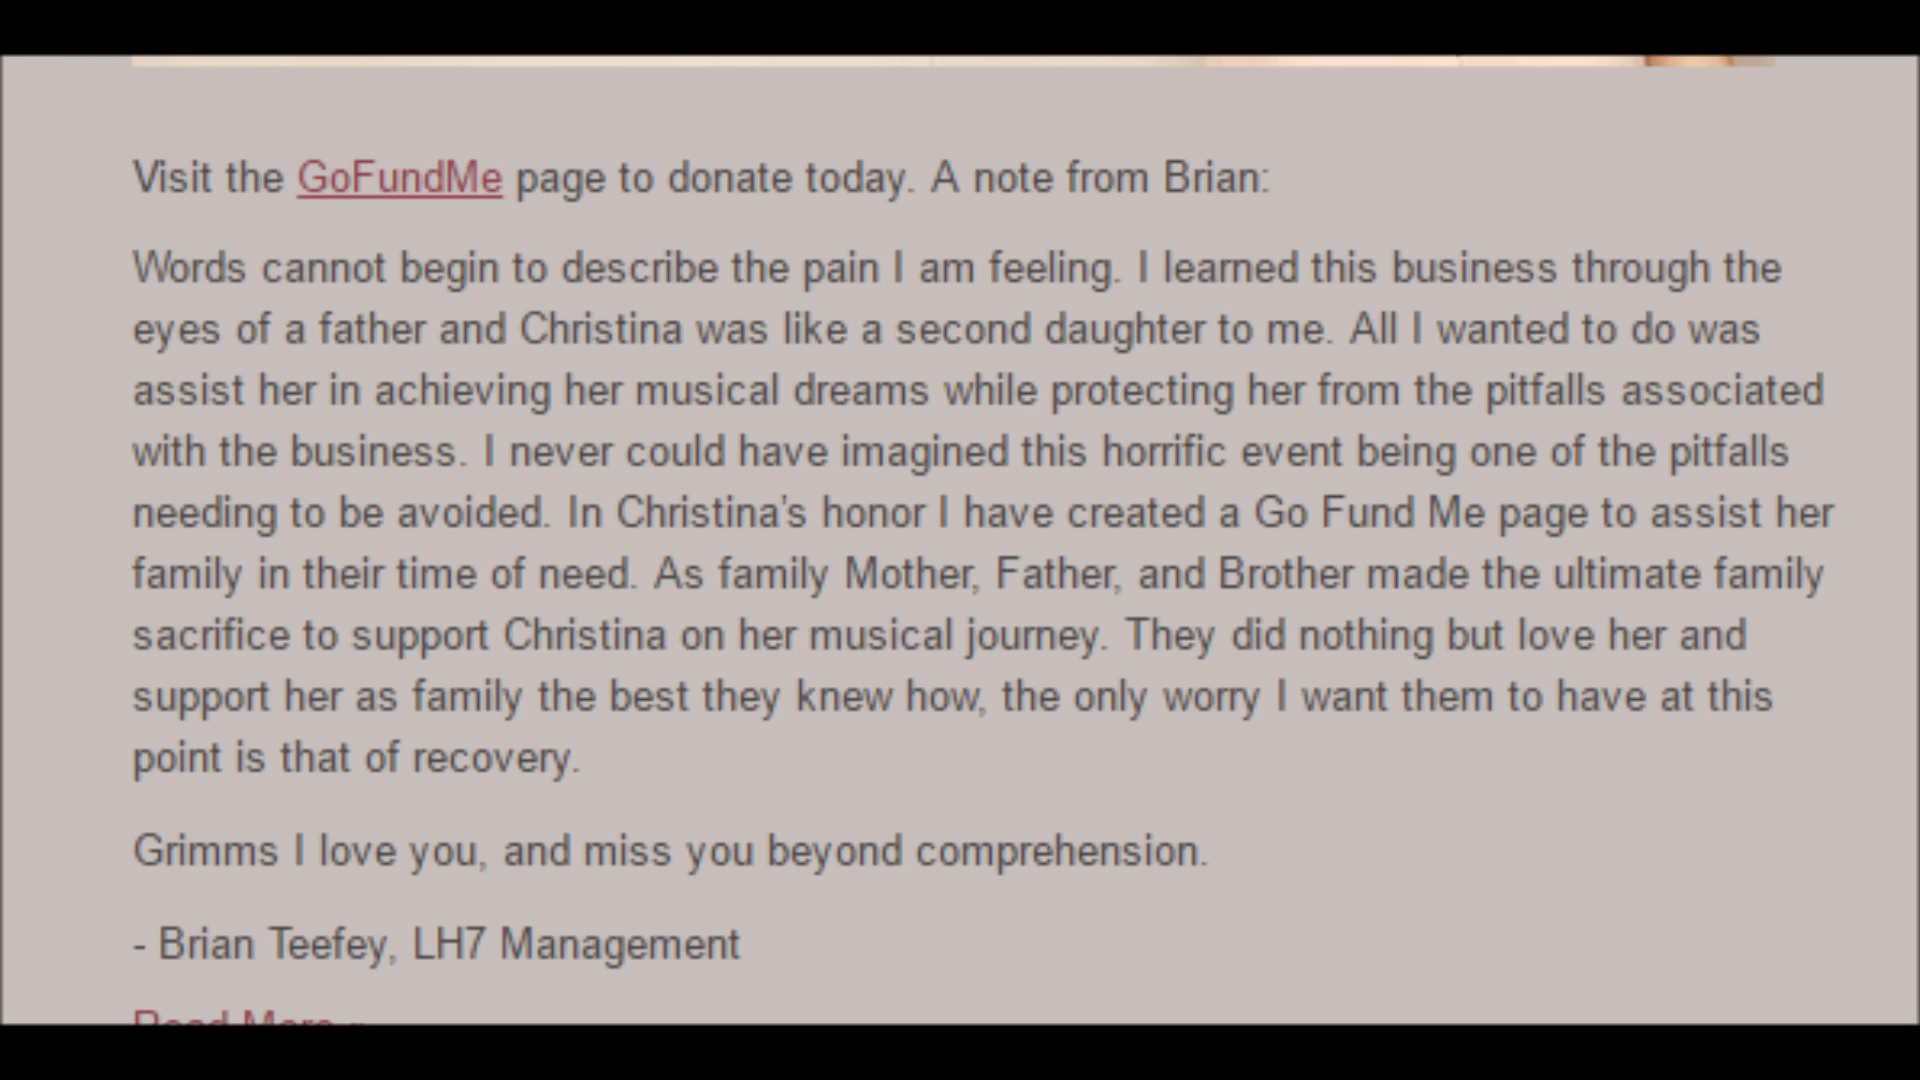 Visit the GoFundMe page to donate today. A note from Brian:
Words cannot begin to describe the pain I am feeling. I learned this business through the
eyes of a father and Christina was like a second daughter to me. All I wanted to do was
assist her in achieving her musical dreams while protecting her from the pitfalls associated
with the business. I never could have imagined this horrific event being one of the pitfalls
needing to be avoided. In Christina's honor I have created a Go Fund Me page to assist her
family in their time of need. As family Mother, Father, and Brother made the ultimate family
sacrifice to support Christina on her musical journey. They did nothing but love her and
support her as family the best they knew how, the only worry I want them to have at this
point is that of recovery.
Grimms I love you, and miss you beyond comprehension.
- Brian Teefey, LH7 Management
Read More »